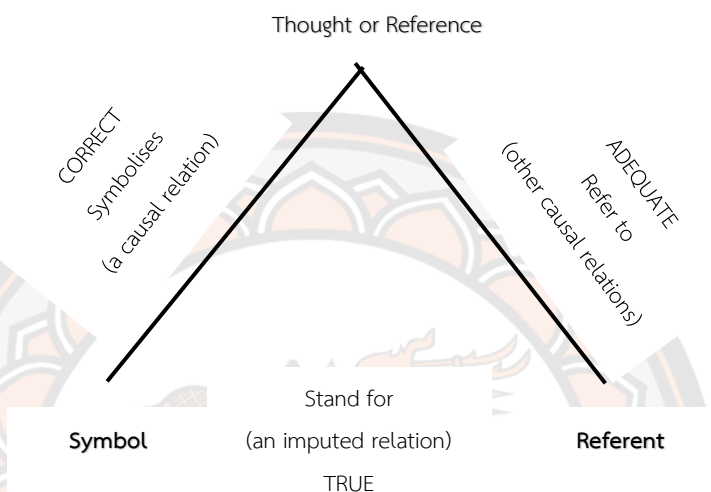 Thought or Reference
CORRECT
Symbolises
(a causal relation)
ADEQUATE
Refer to
(other causal relations)
Stand for
Symbol
(an imputed relation)
Referent
TRUE